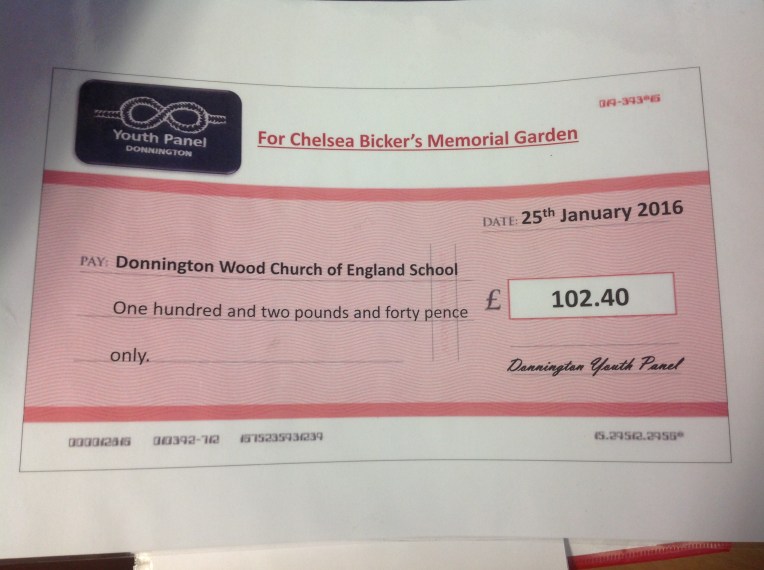 Youth Panel
DONNINGTON
For Chelsea Bicker's Memorial Garden
DATE: 25th January 2016
PAY: Donnington Wood Church of England School
One hundred and two pounds and forty pence
£ 102.40
only.
Donnington Youth Panel